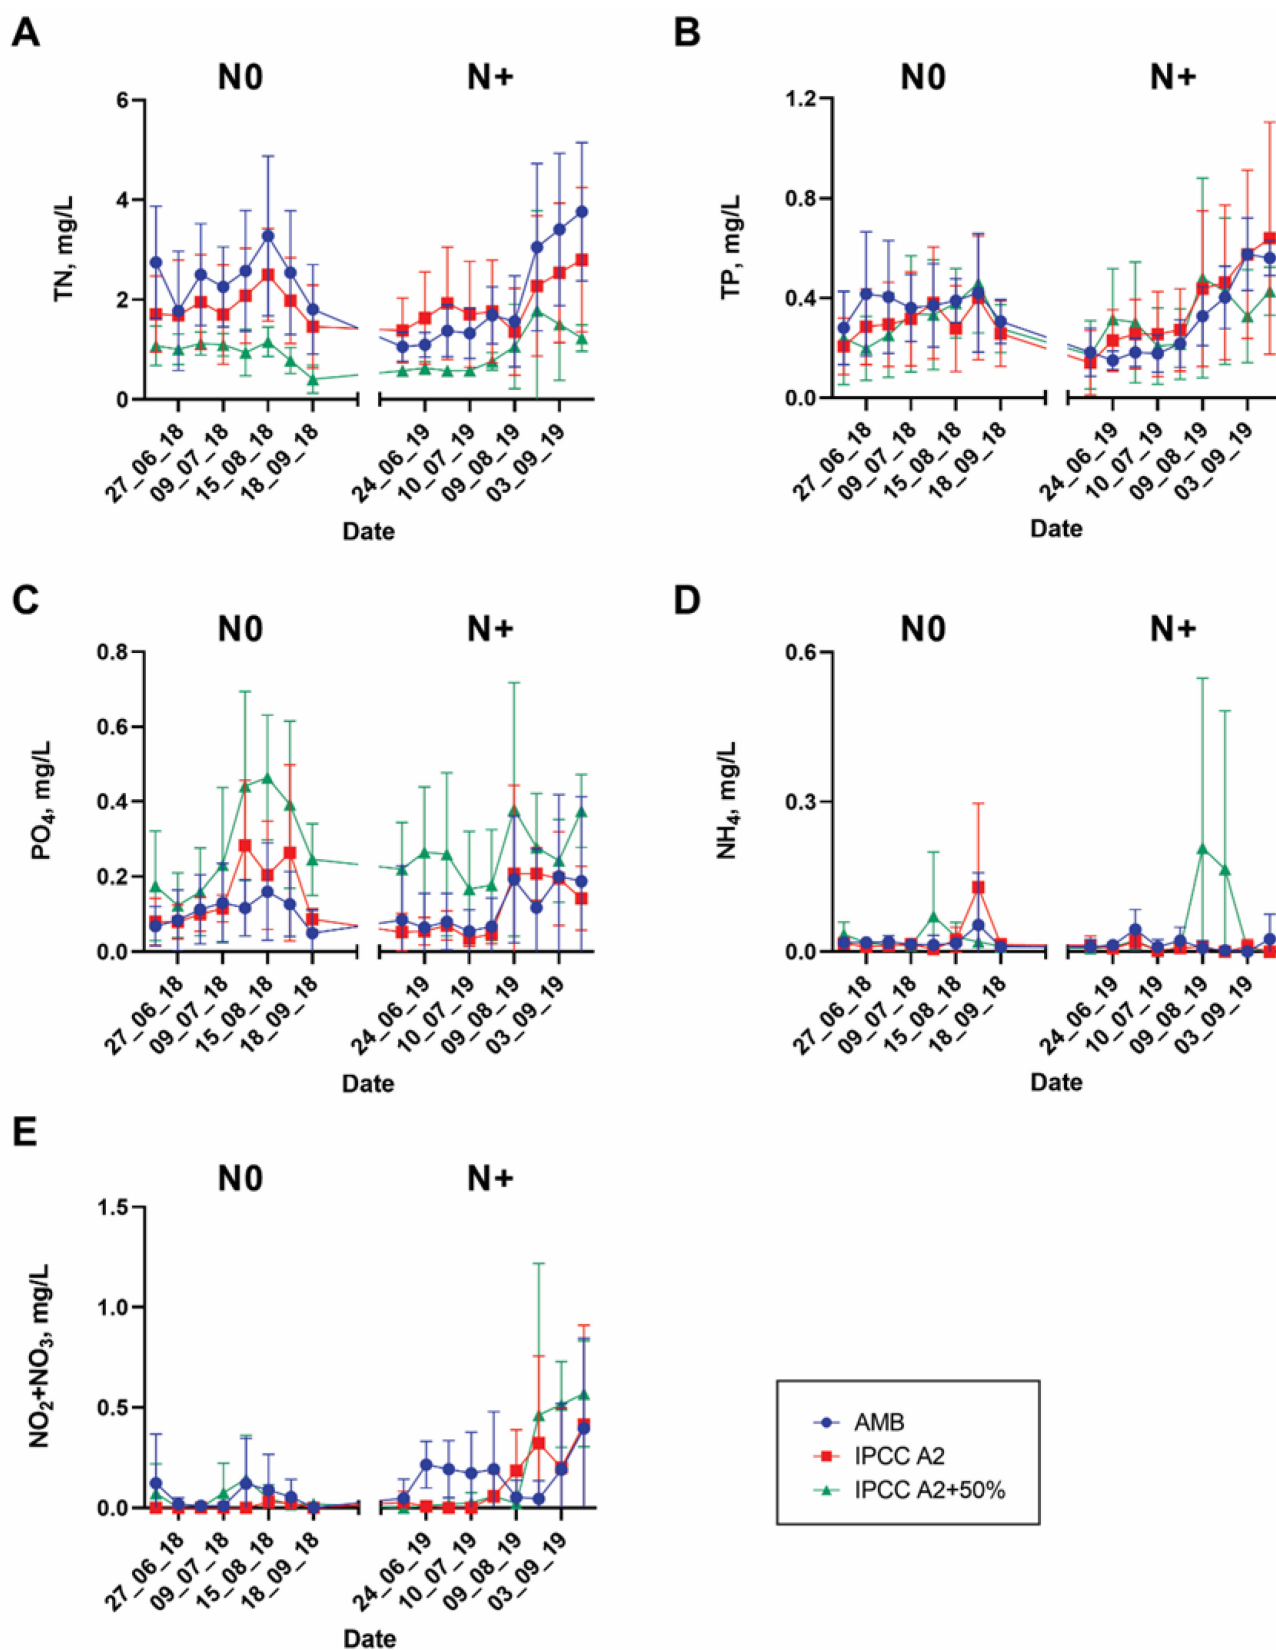 A
B
N0 N+
N0 N+
TN, mg/L
6
4
2
0
27_06_18
09_07_18
15_08_18
18_09_18
24_06_19
10_07_19
09_08_19
03_09_19
Date
TP, mg/L
1.2
0.8
0.4
0.0
27_06_18
09_07_18
15_08_18
18_09_18
24_06_19
10_07_19
09_08_19
03_09_19
Date
C
D
N0 N+
N0 N+
PO4, mg/L
0.8
0.6
0.4
0.2
0.0
27_06_18
09_07_18
15_08_18
18_09_18
24_06_19
10_07_19
09_08_19
03_09_19
Date
NH4, mg/L
0.6
0.3
0.0
27_06_18
09_07_18
15_08_18
18_09_18
24_06_19
10_07_19
09_08_19
03_09_19
Date
E
N0 N+
NO2+NO3, mg/L
1.5
1.0
0.5
0.0
27_06_18
09_07_18
15_08_18
18_09_18
24_06_19
10_07_19
09_08_19
03_09_19
Date
AMB
IPCC A2
IPCC A2+50%